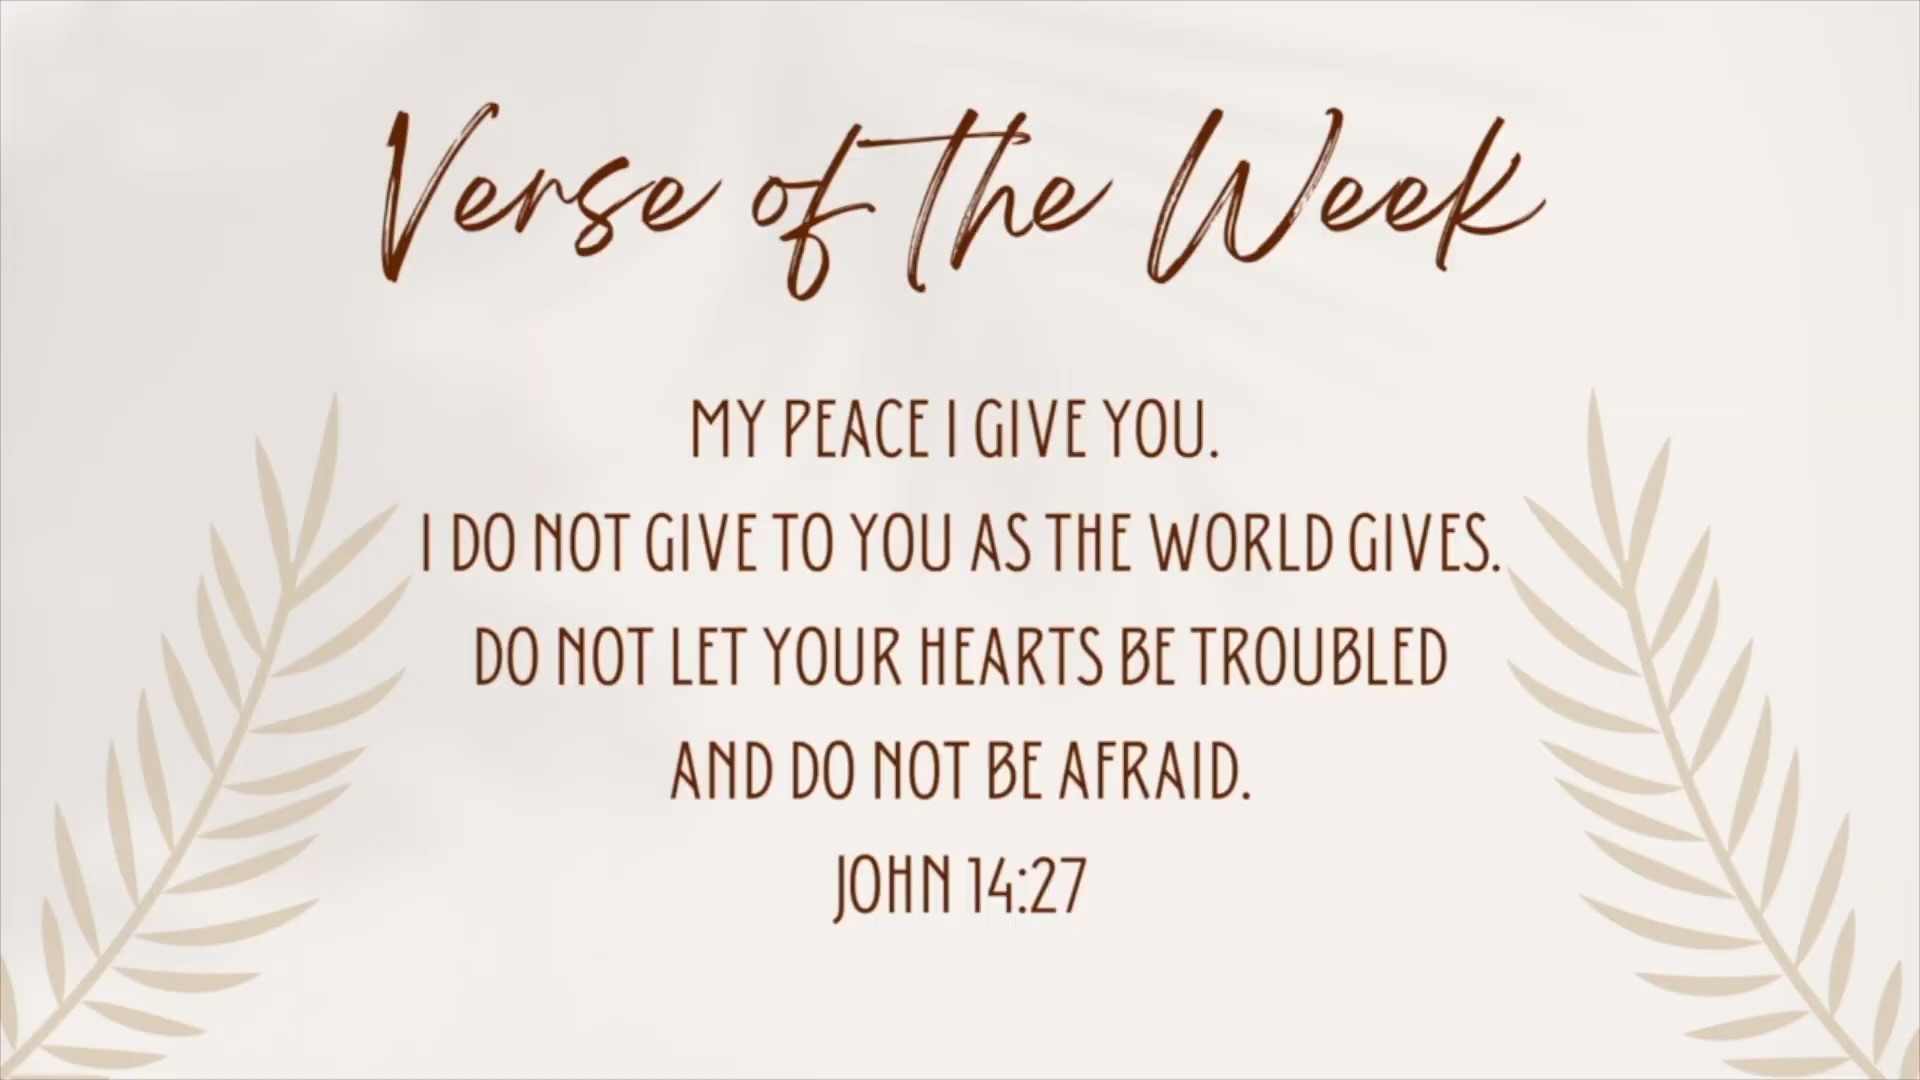 Verse of the Week
MY PEACE I GIVE YOU.
I DO NOT GIVE TO YOU AS THE WORLD GIVES.
DO NOT LET YOUR HEARTS BE TROUBLED
AND DO NOT BE AFRAID.
JOHN 14:27